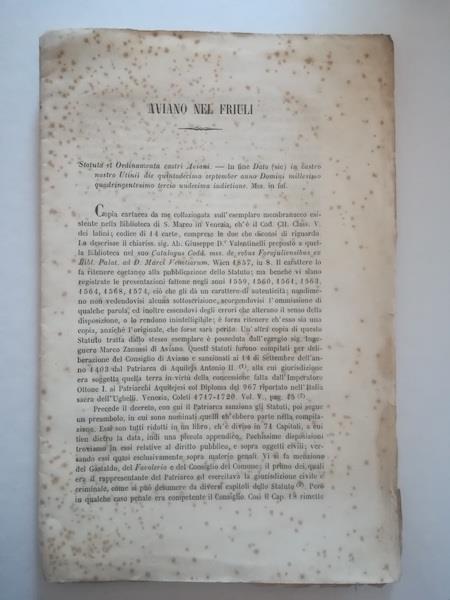 AVIANO NEL FRIULI
Statuta et Ordinamenta castri Aviani. — In fine Data (sic) in castro
nostro Utinii die quintodecimo september anno Domini millesimo
quadringentesimo tercio undecima indictione. Mss. in fol.
Copia cartacea da me collazionata sull'esemplare membranaceo esi-
stente nella Biblioteca di S. Marco in Venezia, ch'è il Cod. CII. Class. V.
dei latini; codice di 14 carte, comprese le due che diconsi di riguardo
Lo descrisse il chiariss. sig. Ab. Giuseppe D.r Valentinelli preposto a quel-
la Biblioteca nel suo Catalogus Codd. mss. de rebus Forojuliensibus ex
Bibl. Palat. ad D. Marci Venetiarum. Wien 1857, in 8. Il carattere lo
fa ritenere coetaneo alla pubblicazione dello Statuto; ma benchè vi siano
registrate le presentazioni fattene negli anni 1559, 1560, 1561, 1563,
1564, 1568, 1574, ciò che gli dà un carattere di autenticità; nondime-
no non vedendovisi alcuna sottoscrizione, scorgendovisi l'ommissione di
qualche parola, ed inoltre essendovi degli errori che alterano il senso della
disposizione, o la rendono inintelligibile; è forza ritenere ch'esso sia una
copia, anzichè l'originale, che forse sarà perito. Un'altra copia di questo
Statuto tratta dallo stesso esemplare è posseduta dall'egregio sig. Inge-
guero Marco Zanussi di Aviano. Questi Statuti furono compilati per deli-
berazione del Consiglio di Aviano e sanzionati ai 14 di Settembre dell'an-
no 1403 dal Patriarca di Aquileja Antonio II. (1), alla cui giurisdizione
era soggetta quella terra in virtù della concessione fatta dall'Imperatore
Ottone I. ai Patriarchi Aquilejesi col Diploma del 967 riportato nell'Italia
sacra dell'Ughelli. Venezia, Coleti 1717-1720. Vol. V., pag. 45 (2).
Precede il decreto, con cui il Patriarca sanziona gli Statuti, poi segue
un preambolo, in cui sono nominati quelli ch'ebbero parte nella compila-
zione. Essi son tutti ridotti in un libro, ch'è diviso in 71 Capitali, a cui
tien dietro la data, indi una piccola appendice. Pochissime disposizioni
troviamo in essi relative al diritto pubblico, e sopra oggetti civili; ver-
sando essi quasi esclusivamente sopra materie penali. Vi si fa menzione
del Gastaldo, del Favolerio e del Consiglio del Comune; il primo dei quali
era il rappresentante del Patriarca ed esercitava la giurisdizione civile e
criminale, come si può desumere da diversi capitoli dello Statuto (3). Però
in qualche caso penale era competente il Consiglio. Così il Cap. 18 rimette